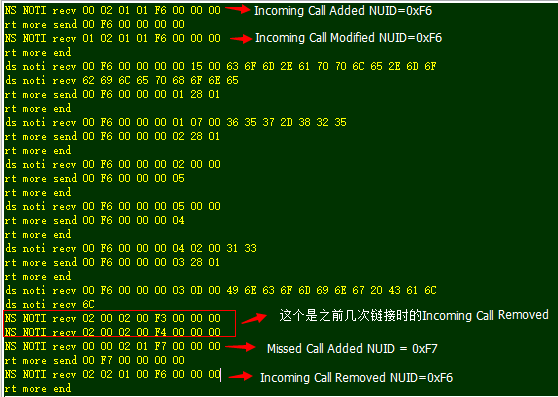 NS NOTI recv 00 02 01 01 F6 00 00 00 Incoming Call Added NUID=0xF6
rt more send 00 F6 00 00 00 00
NS NOTI recv 01 02 01 01 F6 00 00 00 Incoming Call Modified NUID=0xF6
rt more end
ds noti recv 00 F6 00 00 00 00 15 00 63 6F 6D 2E 61 70 70 6C 65 2E 6D 6F
ds noti recv 62 69 6C 65 70 68 6F 6E 65
rt more send 00 F6 00 00 00 01 28 01
rt more end
ds noti recv 00 F6 00 00 00 01 07 00 36 35 37 2D 38 32 35
rt more send 00 F6 00 00 00 02 28 01
rt more end
ds noti recv 00 F6 00 00 00 02 00 00
rt more send 00 F6 00 00 00 05
rt more end
ds noti recv 00 F6 00 00 00 05 00 00
rt more send 00 F6 00 00 00 04
rt more end
ds noti recv 00 F6 00 00 00 04 02 00 31 33
rt more send 00 F6 00 00 00 03 28 01
rt more end
ds noti recv 00 F6 00 00 00 03 0D 00 49 6E 63 6F 6D 69 6E 67 20 43 61 6C
ds noti recv 6C
NS NOTI recv 02 00 02 00 F3 00 00 00 这个是之前几次链接时的Incoming Call Removed
NS NOTI recv 02 00 02 00 F4 00 00 00
NS NOTI recv 00 00 02 01 F7 00 00 00 Missed Call Added NUID = 0xF7
rt more send 00 F7 00 00 00 00
NS NOTI recv 02 02 01 00 F6 00 00 00 Incoming Call Removed NUID=0xF6
rt more end